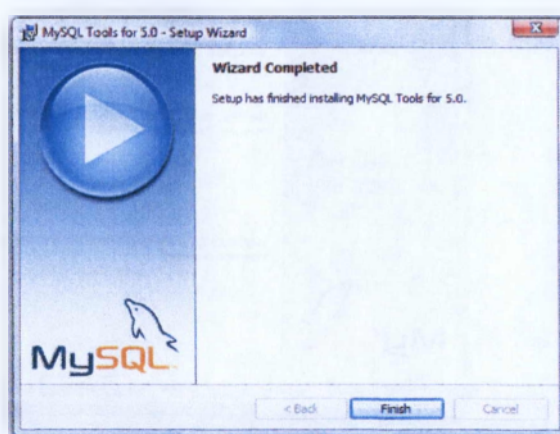 MySQL Tools for 5.0 - Setup Wizard
Wizard Completed
Setup has finished installing MySQL Tools for 5.0.
MySQL
< Back
Finish
Cancel